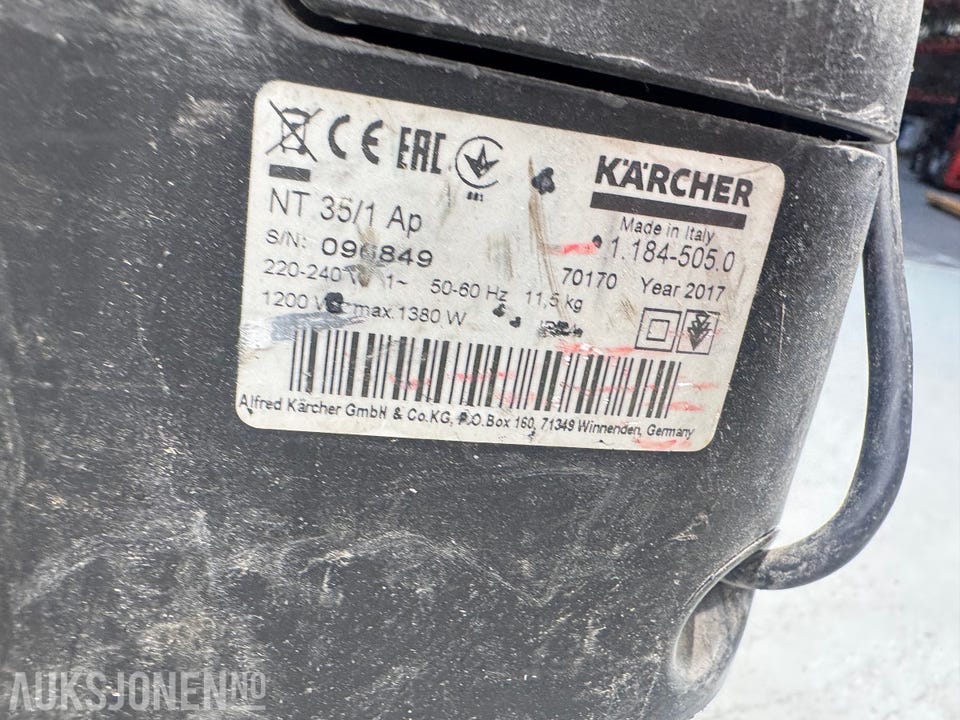 CE EAC
001
KÄRCHER
Made in Italy
NT 35/1 Ap
1.184-505.0
S/N: 096849
70170 Year 2017
220-240 V 1~ 50-60 Hz 11,5 kg
1200 W max.1380 W
Alfred Kärcher GmbH & Co.KG, P.O.Box 160, 71349 Winnenden, Germany
AUKSJONEN.NO